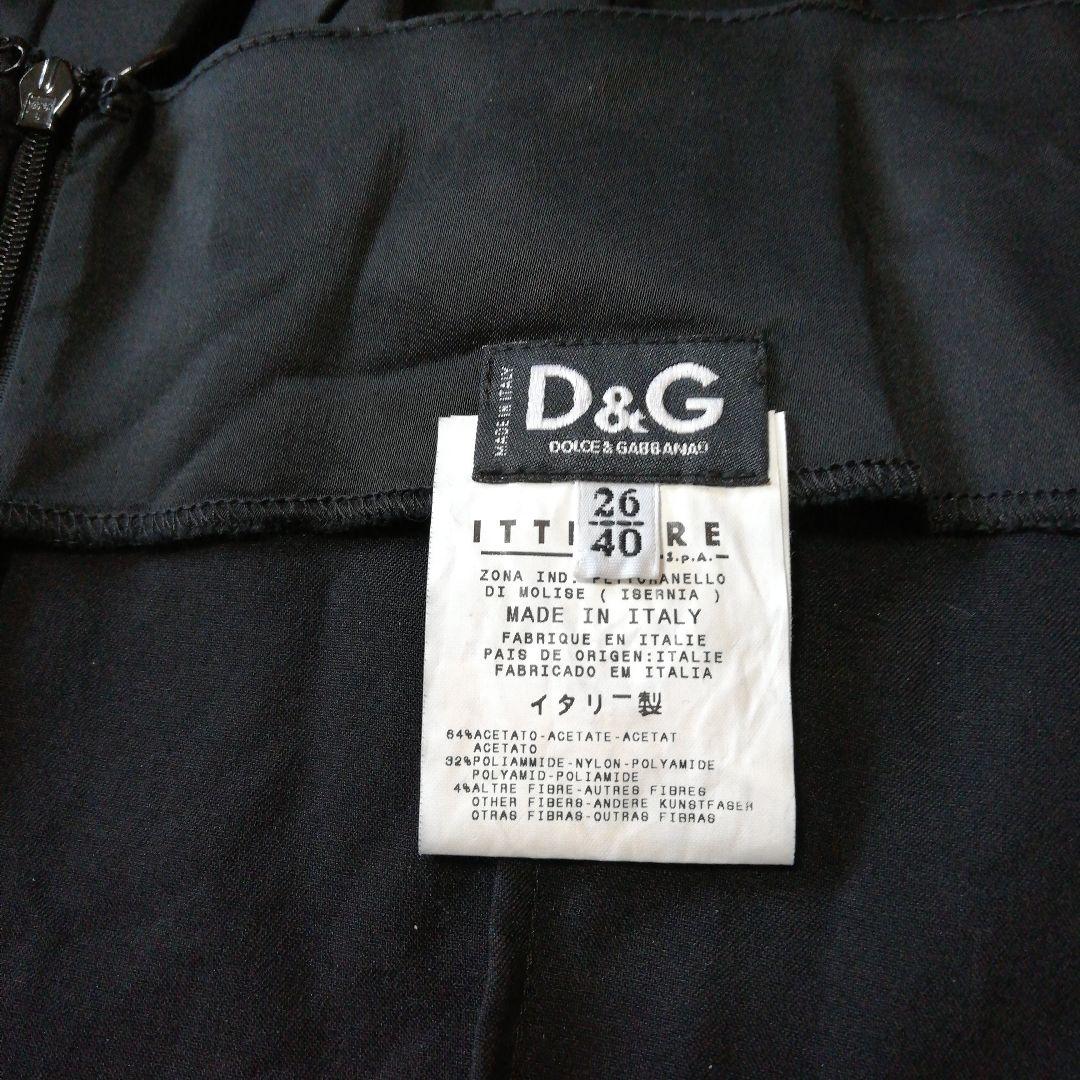 MADE IN ITALY
D&G
DOLCE & GABBANA
26
40
S.p.A.
ZONA IND.
DI MOLISE ( ISERNIA )
MADE IN ITALY
FABRIQUE EN ITALIE
PAIS DE ORIGEN:ITALIE
FABRICADO EM ITALIA
イタリー製
64%ACETATO-ACETATE-ACETAT
ACETATO
32%POLIAMMIDE-NYLON-POLYAMIDE
POLYAMID-POLIAMIDE
4%ALTRE FIBRE-AUTRES FIBRES
OTHER FIBERS-ANDERE KUNSTFASER
OTRAS FIBRAS-OUTRAS FIBRAS